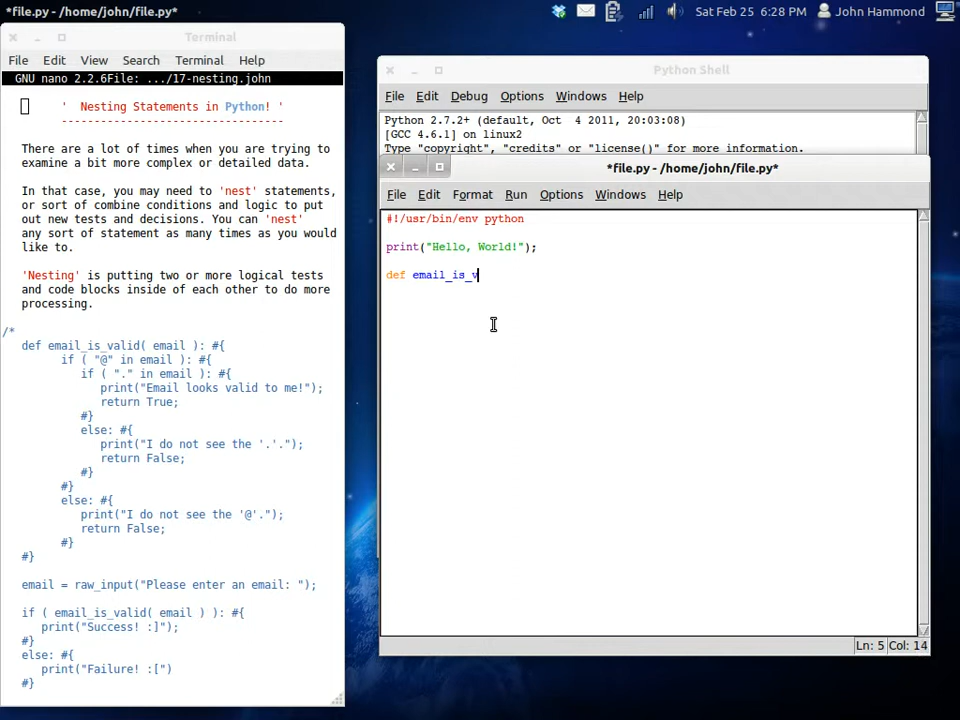 *file.py - /home/john/file.py*
Sat Feb 25 6:28 PM
John Hammond
Terminal
File Edit View Search Terminal Help
GNU nano 2.2.6File: .../17-nesting.john
' Nesting Statements in Python! '
----------------------------------
There are a lot of times when you are trying to
examine a bit more complex or detailed data.
In that case, you may need to 'nest' statements,
or sort of combine conditions and logic to put
out new tests and decisions. You can 'nest'
any sort of statement as many times as you would
like to.
'Nesting' is putting two or more logical tests
and code blocks inside of each other to do more
processing.
/*
def email_is_valid( email ): #{
if ( "@" in email ): #{
if ( "." in email ): #{
print("Email looks valid to me!");
return True;
#}
else: #{
print("I do not see the '.'.");
return False;
#}
#}
else: #{
print("I do not see the '@'.");
return False;
#}
#}
email = raw_input("Please enter an email: ");
if ( email_is_valid( email ) ): #{
print("Success! :]");
#}
else: #{
print("Failure! :[")
#}
Python Shell
File Edit Debug Options Windows Help
Python 2.7.2+ (default, Oct  4 2011, 20:03:08)
[GCC 4.6.1] on linux2
Type "copyright", "credits" or "license()" for more information.
*file.py - /home/john/file.py*
File Edit Format Run Options Windows Help
#!/usr/bin/env python
print("Hello, World!");
def email_is_v
Ln: 5 Col: 14